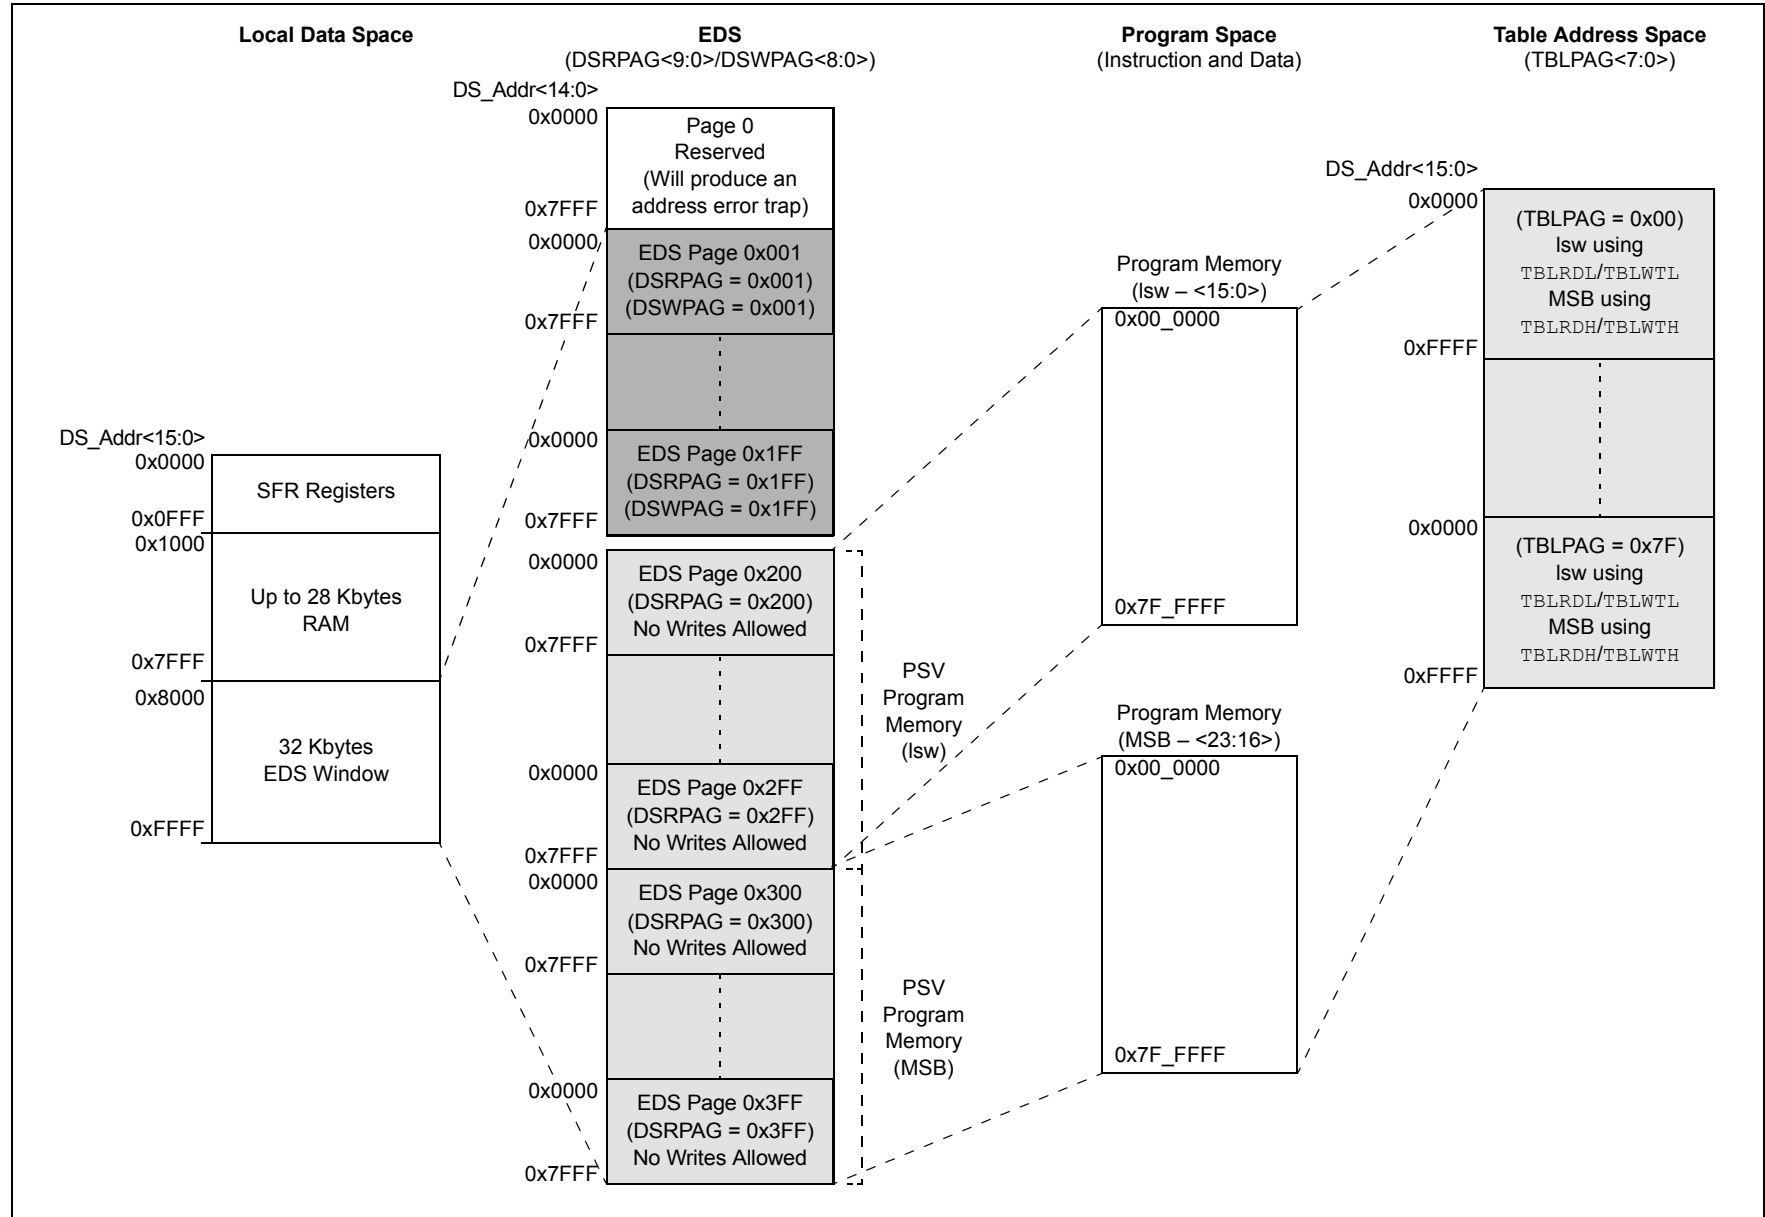 Local Data Space
DS_Addr<15:0>
0x0000
SFR Registers
0x0FFF
0x1000
Up to 28 Kbytes
RAM
0x7FFF
0x8000
32 Kbytes
EDS Window
0xFFFF
EDS
(DSRPAG<9:0>/DSWPAG<8:0>)
DS_Addr<14:0>
0x0000
Page 0
Reserved
(Will produce an
address error trap)
0x7FFF
0x0000
EDS Page 0x001
(DSRPAG = 0x001)
(DSWPAG = 0x001)
0x7FFF
0x0000
EDS Page 0x1FF
(DSRPAG = 0x1FF)
(DSWPAG = 0x1FF)
0x7FFF
0x0000
EDS Page 0x200
(DSRPAG = 0x200)
No Writes Allowed
0x7FFF
0x0000
EDS Page 0x2FF
(DSRPAG = 0x2FF)
No Writes Allowed
0x7FFF
0x0000
EDS Page 0x300
(DSRPAG = 0x300)
No Writes Allowed
0x7FFF
0x0000
EDS Page 0x3FF
(DSRPAG = 0x3FF)
No Writes Allowed
0x7FFF
PSV
Program
Memory
(lsw)
PSV
Program
Memory
(MSB)
Program Space
(Instruction and Data)
Program Memory
(lsw – <15:0>)
0x00_0000
0x7F_FFFF
Program Memory
(MSB – <23:16>)
0x00_0000
0x7F_FFFF
Table Address Space
(TBLPAG<7:0>)
DS_Addr<15:0>
0x0000
(TBLPAG = 0x00)
lsw using
TBLRDL/TBLWTL
MSB using
TBLRDH/TBLWTH
0xFFFF
0x0000
(TBLPAG = 0x7F)
lsw using
TBLRDL/TBLWTL
MSB using
TBLRDH/TBLWTH
0xFFFF